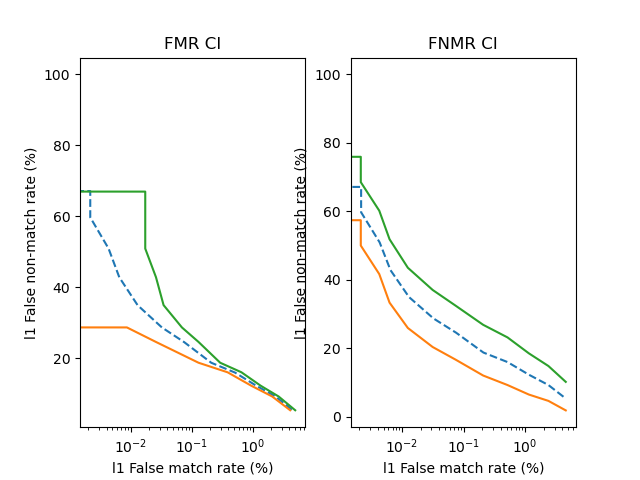 FMR CI
FNMR CI
l1 False non-match rate (%)
100
80
60
40
20
10⁻²
10⁻¹
10⁰
l1 False match rate (%)
l1 False non-match rate (%)
100
80
60
40
20
0
10⁻²
10⁻¹
10⁰
l1 False match rate (%)